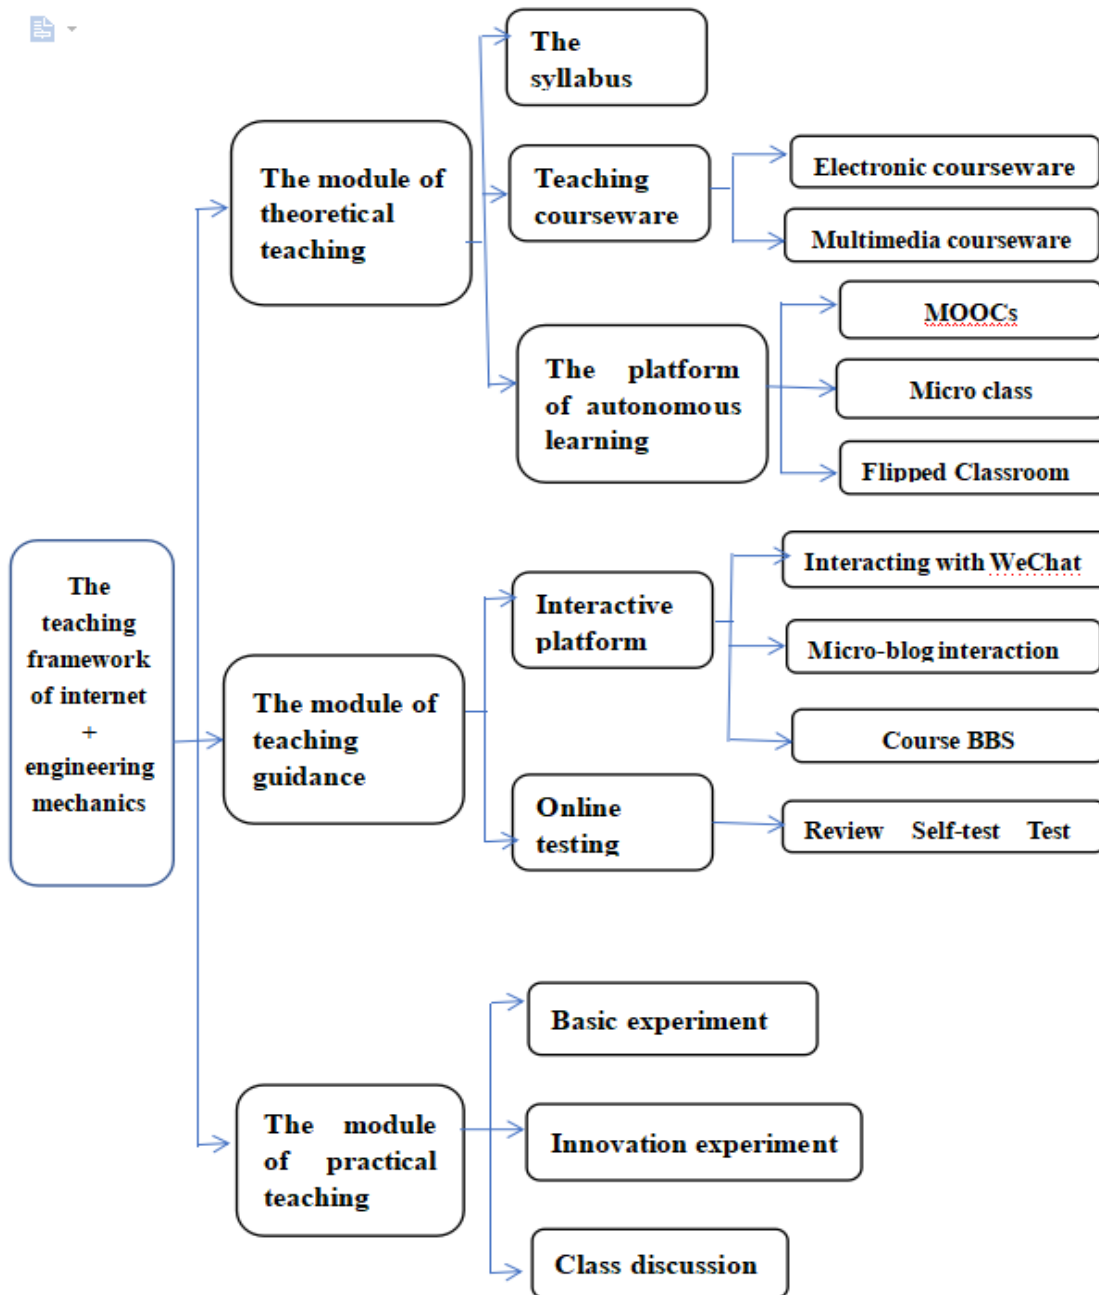 The
syllabus
The module of
theoretical
teaching
Teaching
courseware
Electronic courseware
Multimedia courseware
The platform
of autonomous
learning
MOOCs
Micro class
Flipped Classroom
The
teaching
framework
of internet
+
engineering
mechanics
The module of
teaching
guidance
Interactive
platform
Interacting with WeChat
Micro-blog interaction
Course BBS
Online
testing
Review Self-test Test
The module
of practical
teaching
Basic experiment
Innovation experiment
Class discussion